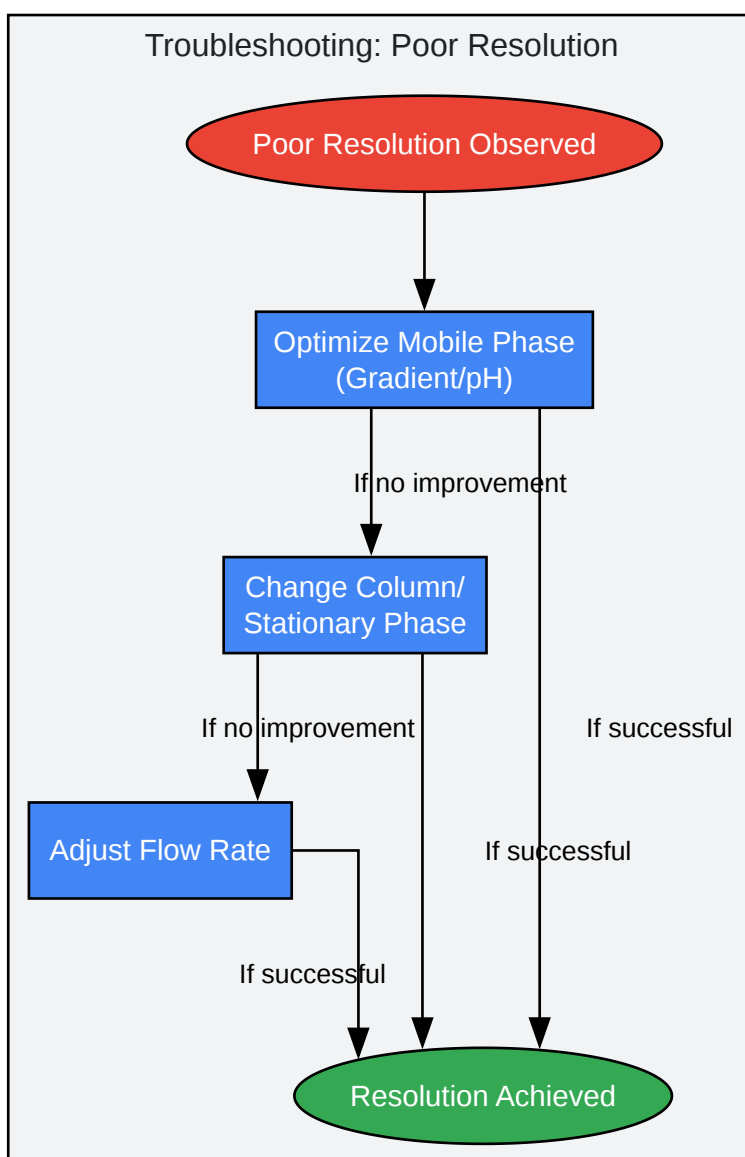 Troubleshooting: Poor Resolution
Poor Resolution Observed
Optimize Mobile Phase
(Gradient/pH)
If no improvement
Change Column/
Stationary Phase
If no improvement
If successful
Adjust Flow Rate
If successful
If successful
Resolution Achieved